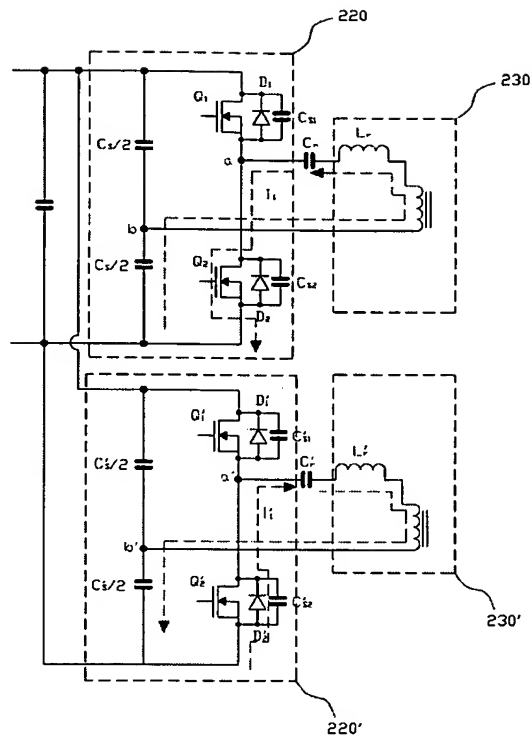 220
230
D₁
Q₁
Cs1
Cr
Lr
Cs/2
a
I₁
b
Cs/2
Q₂
Cs2
D₂
D₁'
Q₁'
Cs1'
Cr'
Lr'
Cs'/2
a'
I₁'
b'
Cs'/2
Q₂'
Cs2'
D₂'
230'
220'